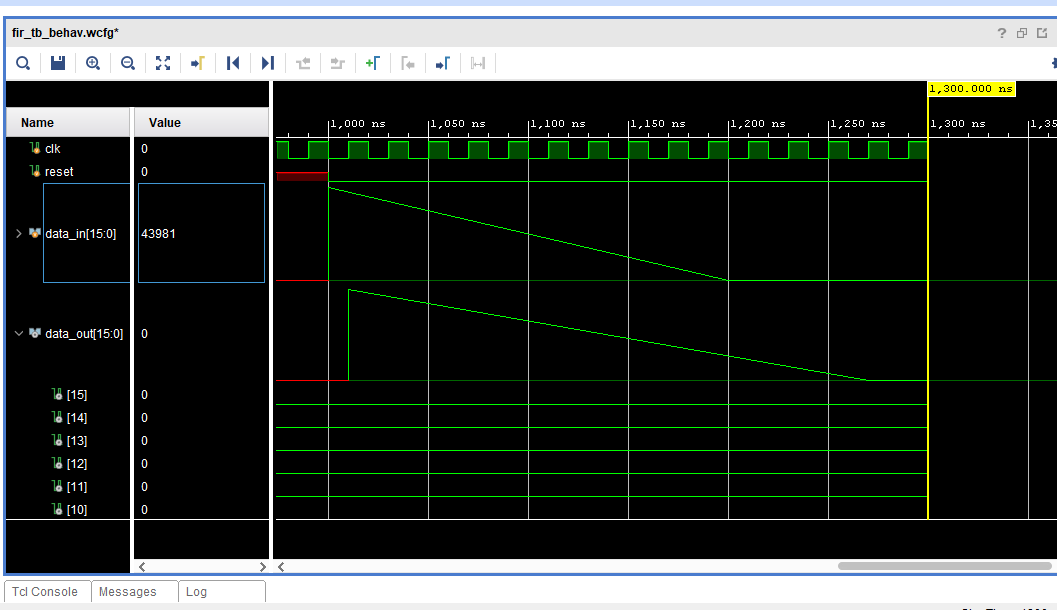 fir_tb_behav.wcfg*
1,300.000 ns
Name Value
1,000 ns 1,050 ns 1,100 ns 1,150 ns 1,200 ns 1,250 ns 1,300 ns 1,35
clk 0
reset 0
data_in[15:0] 43981
data_out[15:0] 0
[15] 0
[14] 0
[13] 0
[12] 0
[11] 0
[10] 0
Tcl Console Messages Log